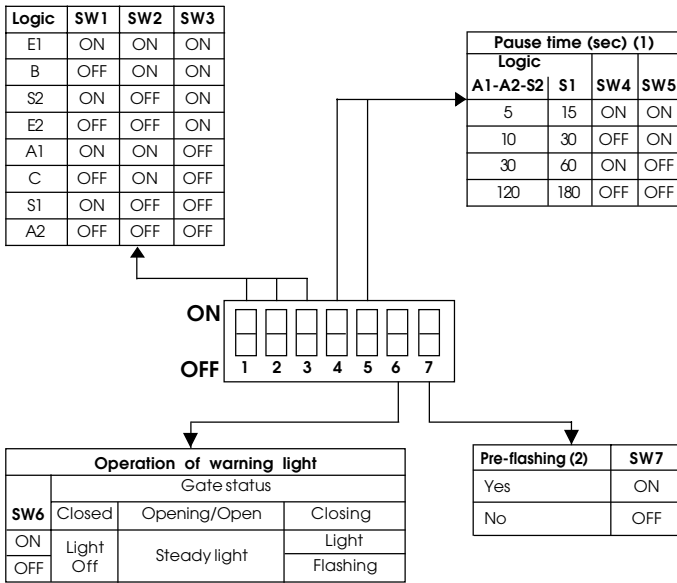 Logic SW1 SW2 SW3
E1 ON ON ON
B OFF ON ON
S2 ON OFF ON
E2 OFF OFF ON
A1 ON ON OFF
C OFF ON OFF
S1 ON OFF OFF
A2 OFF OFF OFF
Pause time (sec) (1)
Logic
A1-A2-S2 S1 SW4 SW5
5 15 ON ON
10 30 OFF ON
30 60 ON OFF
120 180 OFF OFF
ON
OFF
1 2 3 4 5 6 7
Operation of warning light
Gate status
SW6 Closed Opening/Open Closing
ON Light Off Steady light Light
OFF Flashing
Pre-flashing (2) SW7
Yes ON
No OFF